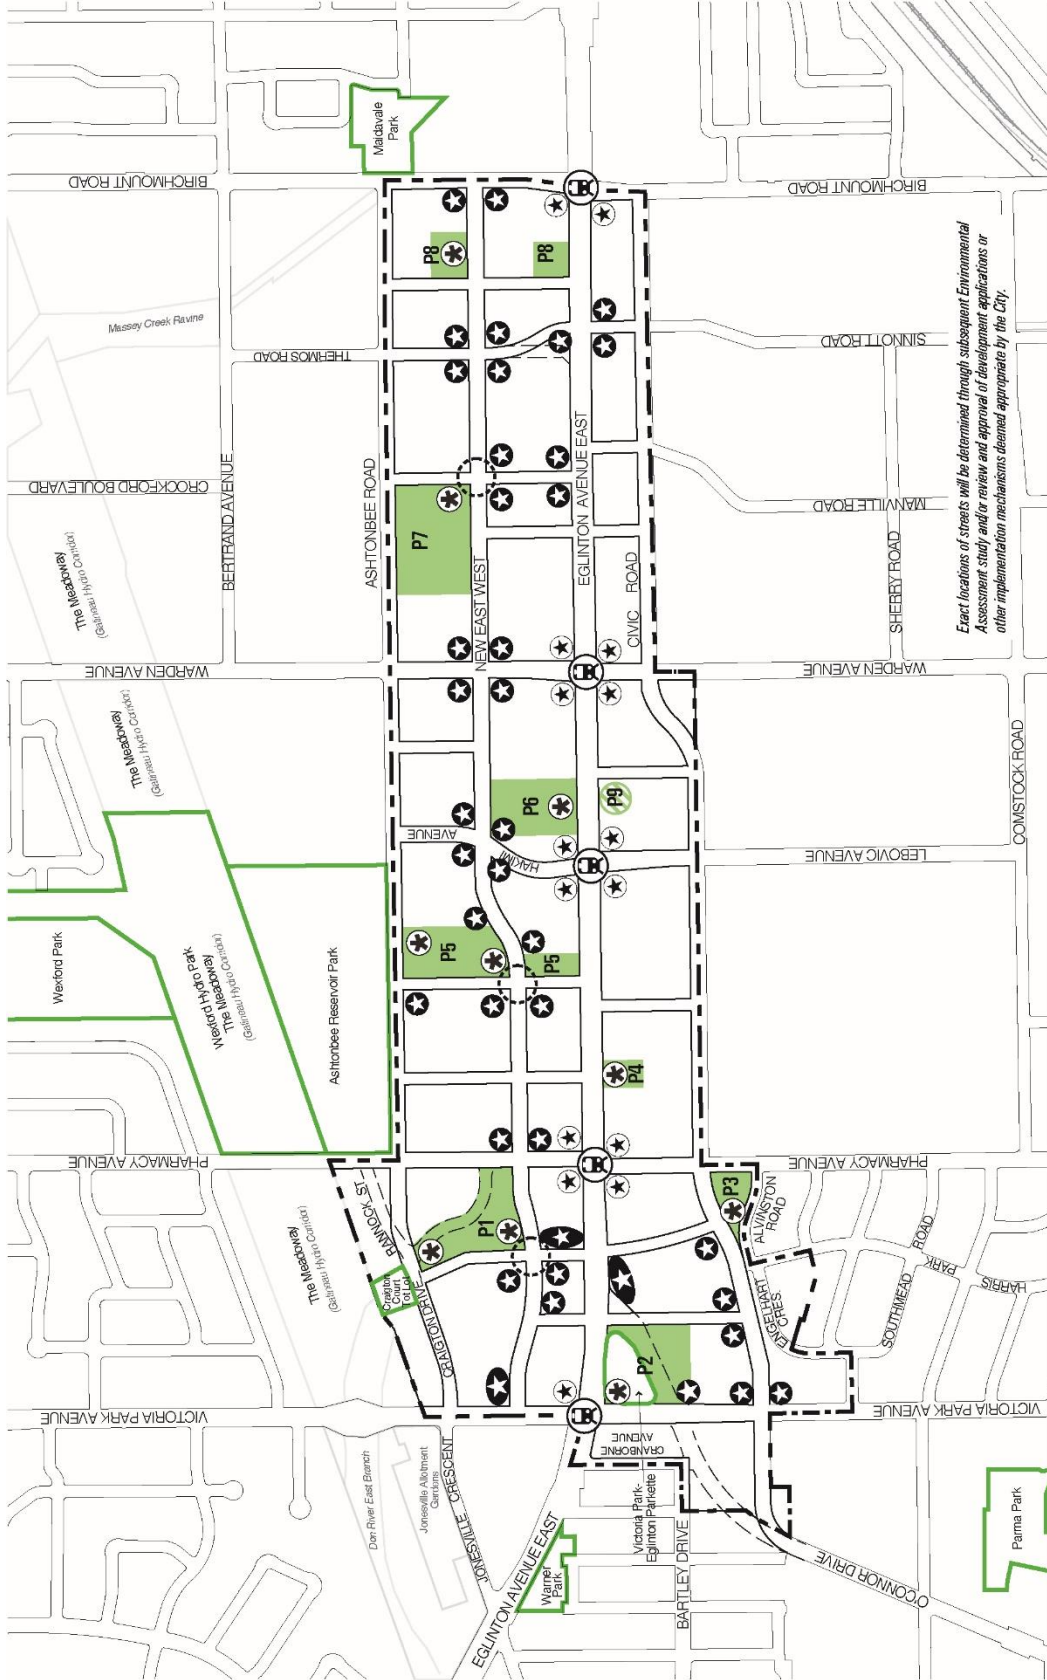 VICTORIA PARK AVENUE
PHARMACY AVENUE
WARDEN AVENUE
BIRCHMOUNT ROAD
Wexford Park
Wexford Hydro Park
The Meadoway
(Gatineau Hydro Corridor)
The Meadoway
(Gatineau Hydro Corridor)
The Meadoway
(Gatineau Hydro Corridor)
The Meadoway
(Gatineau Hydro Corridor)
CROCKFORD BOULEVARD
BERTRAND AVENUE
Massey Creek Ravine
THERMOS ROAD
Maidavale
Park
Ashtonbee Reservoir Park
ASHTONBEE ROAD
Don River East Branch
Jonesville Allotment
Gardens
JONESVILLE CRESCENT
CRAIGTON DRIVE
Craigton
Court
Tot Lot
BANNOCK ST.
P1
P5
P5
HAKIMI
AVENUE
NEW EAST WEST
P6
P7
P8
P8
EGLINTON AVENUE EAST
EGLINTON AVENUE EAST
Warner
Park
CRANBORNE
AVENUE
Victoria Park-
Eglinton Parkette
BARTLEY DRIVE
P2
P3
P4
P9
CIVIC ROAD
O'CONNOR DRIVE
ENGELHART
CRES.
ALVINSTON
ROAD
SOUTHMEAD
ROAD
HARRIS
PARK
VICTORIA PARK AVENUE
PHARMACY AVENUE
LEBOVIC AVENUE
WARDEN AVENUE
MANVILLE ROAD
SINNOTT ROAD
BIRCHMOUNT ROAD
SHERRY ROAD
COMSTOCK ROAD
Parma Park
Exact locations of streets will be determined through subsequent Environmental
Assessment study and/or review and approval of development applications or
other implementation mechanisms deemed appropriate by the City.